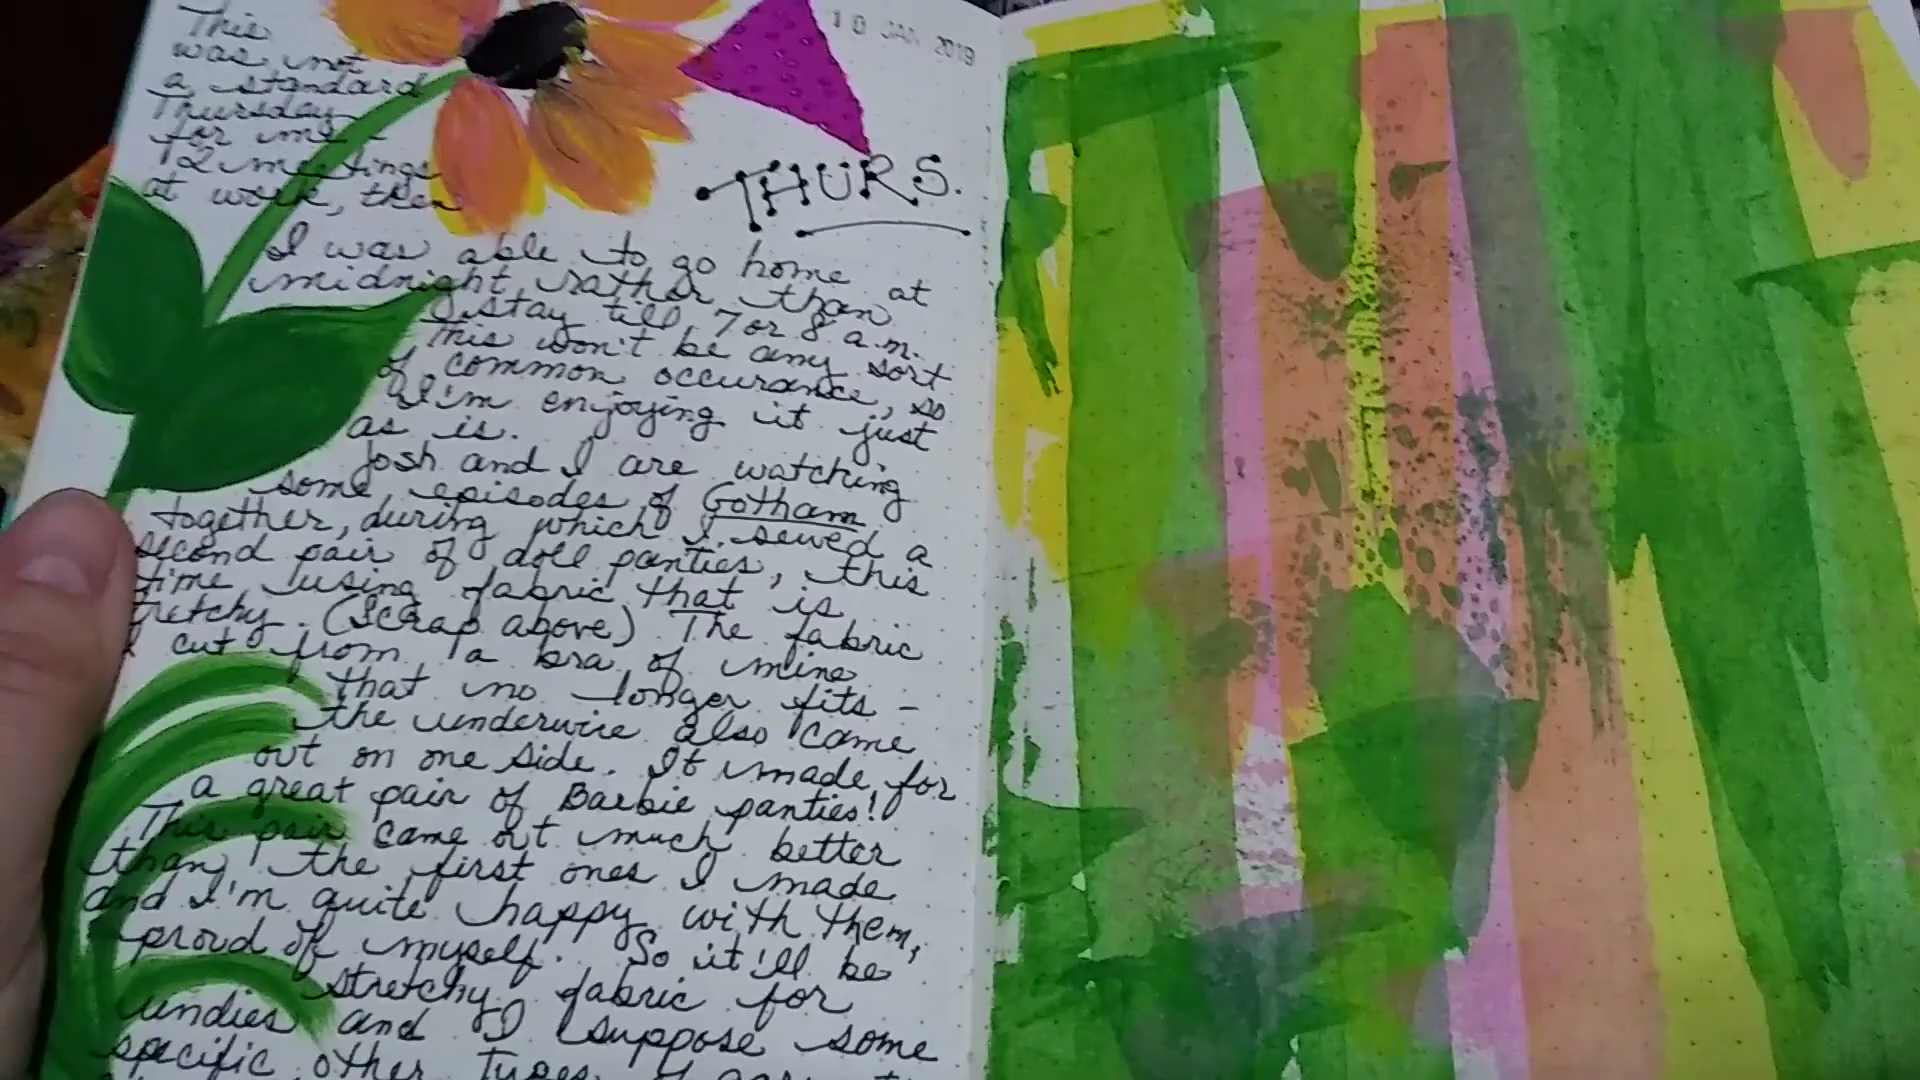 This
was not
a standard
Thursday
for me -
2 meetings
at work, then
10 JAN 2019
THURS.
I was able to go home at
midnight rather than
stay till 7 or 8 a.m.
This won't be any sort
of common occurance, so
I'm enjoying it just
as is.
Josh and I are watching
some episodes of Gotham
together, during which I sewed a
second pair of doll panties, this
time using fabric that is
stretchy. (Scrap above) The fabric
I cut from a bra of mine
that no longer fits -
the underwire also came
out on one side. It made for
a great pair of Barbie panties!
This pair came out much better
than the first ones I made
and I'm quite happy with them,
proud of myself. So it'll be
stretchy fabric for
undies and I suppose some
specific other types of